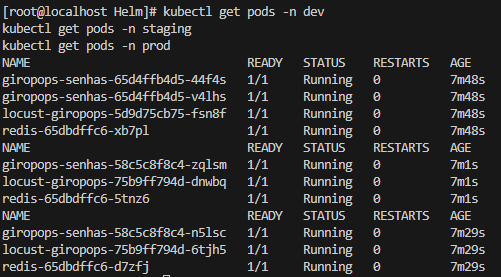 [root@localhost Helm]# kubectl get pods -n dev
kubectl get pods -n staging
kubectl get pods -n prod
NAME READY STATUS RESTARTS AGE
giropops-senhas-65d4ffb4d5-44f4s 1/1 Running 0 7m48s
giropops-senhas-65d4ffb4d5-v4lhs 1/1 Running 0 7m48s
locust-giropops-5d9d75cb75-fsn8f 1/1 Running 0 7m48s
redis-65dbdffc6-xb7pl 1/1 Running 0 7m48s
NAME READY STATUS RESTARTS AGE
giropops-senhas-58c5c8f8c4-zqlsm 1/1 Running 0 7m1s
locust-giropops-75b9ff794d-dnwbq 1/1 Running 0 7m1s
redis-65dbdffc6-5tnz6 1/1 Running 0 7m1s
NAME READY STATUS RESTARTS AGE
giropops-senhas-58c5c8f8c4-n5lsc 1/1 Running 0 7m29s
locust-giropops-75b9ff794d-6tjh5 1/1 Running 0 7m29s
redis-65dbdffc6-d7zfj 1/1 Running 0 7m29s